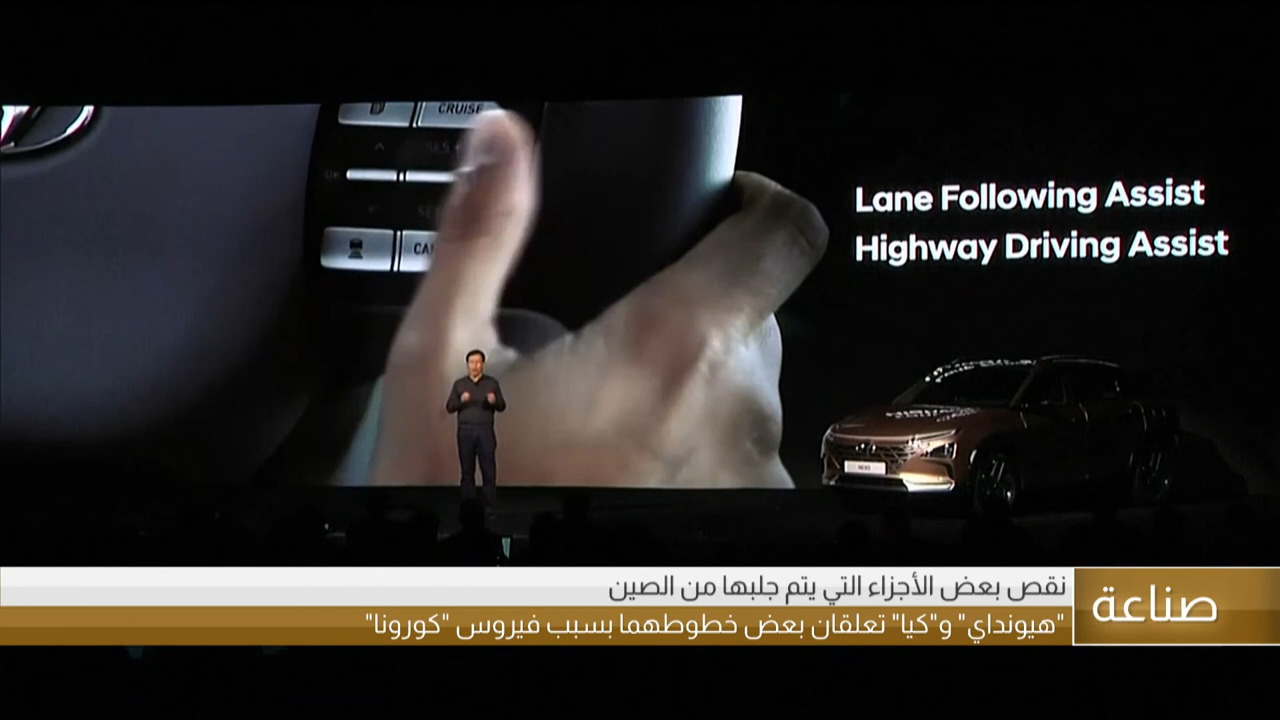 CRUISE
Lane Following Assist
Highway Driving Assist
NEXO
نقص بعض الأجزاء التي يتم جلبها من الصين
صناعة
"هيونداي" و"كيا" تعلقان بعض خطوطهما بسبب فيروس "كورونا"